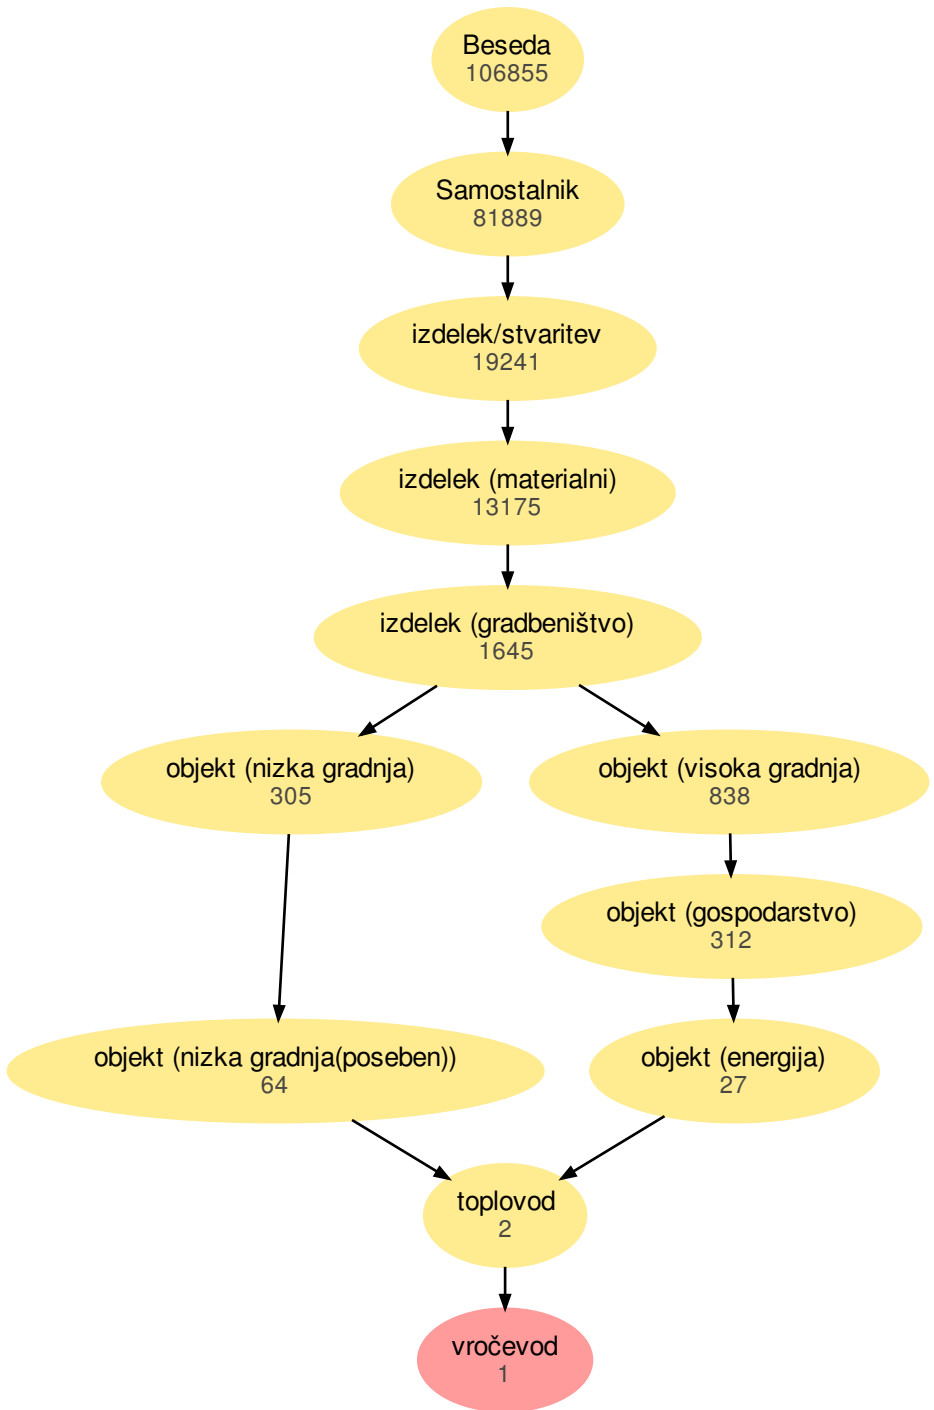 Beseda
106855
Samostalnik
81889
izdelek/stvaritev
19241
izdelek (materialni)
13175
izdelek (gradbeništvo)
1645
objekt (nizka gradnja)
305
objekt (visoka gradnja)
838
objekt (gospodarstvo)
312
objekt (nizka gradnja(poseben))
64
objekt (energija)
27
toplovod
2
vročevod
1